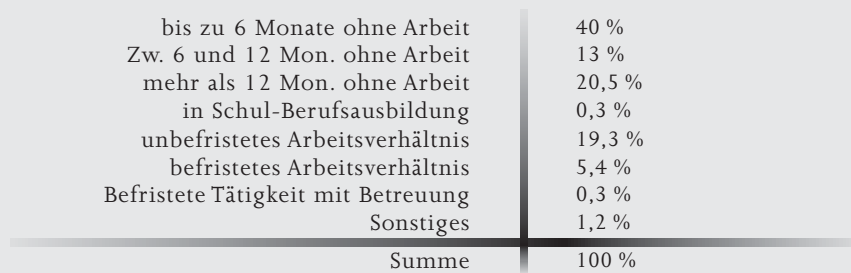 bis zu 6 Monate ohne Arbeit 40 %
Zw. 6 und 12 Mon. ohne Arbeit 13 %
mehr als 12 Mon. ohne Arbeit 20,5 %
in Schul-Berufsausbildung 0,3 %
unbefristetes Arbeitsverhältnis 19,3 %
befristetes Arbeitsverhältnis 5,4 %
Befristete Tätigkeit mit Betreuung 0,3 %
Sonstiges 1,2 %
Summe 100 %